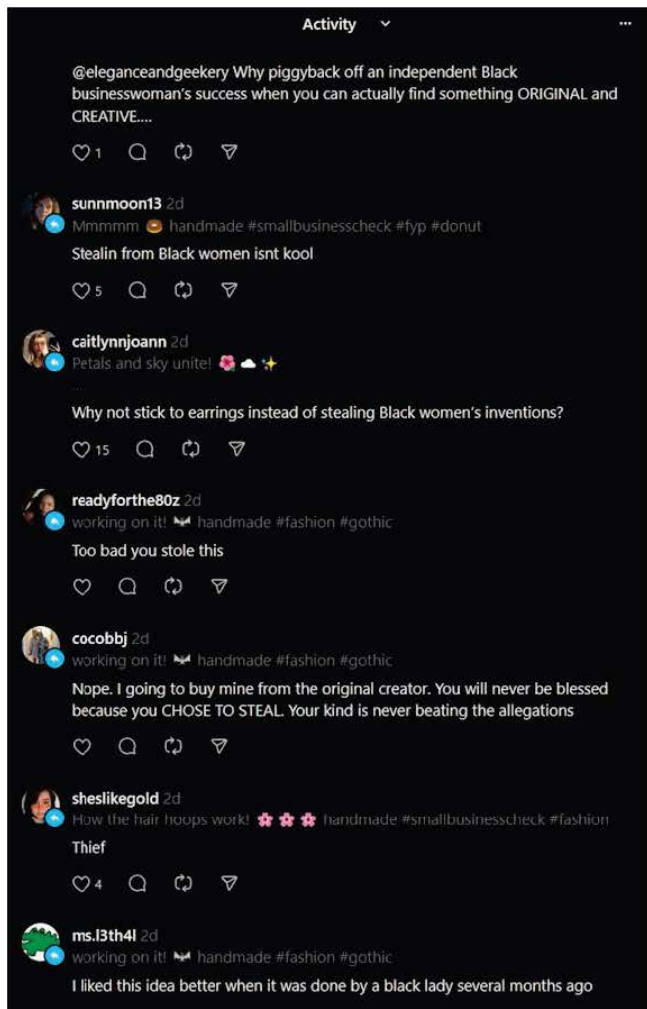 Activity
@eleganceandgeekery Why piggyback off an independent Black
businesswoman's success when you can actually find something ORIGINAL and
CREATIVE....
1
sunnmoon13 2d
Mmmmm 🍩 handmade #smallbusinesscheck #fyp #donut
Stealin from Black women isnt kool
5
caitlynnjoann 2d
Petals and sky unite! 🌺 ☁️ ✨
...
Why not stick to earrings instead of stealing Black women's inventions?
15
readyforthe80z 2d
working on it! 🦇 handmade #fashion #gothic
Too bad you stole this
cocobbj 2d
working on it! 🦇 handmade #fashion #gothic
Nope. I going to buy mine from the original creator. You will never be blessed
because you CHOSE TO STEAL. Your kind is never beating the allegations
sheslikegold 2d
How the hair hoops work! 🌸 🌸 🌸 handmade #smallbusinesscheck #fashion
Thief
4
ms.l3th4l 2d
working on it! 🦇 handmade #fashion #gothic
I liked this idea better when it was done by a black lady several months ago